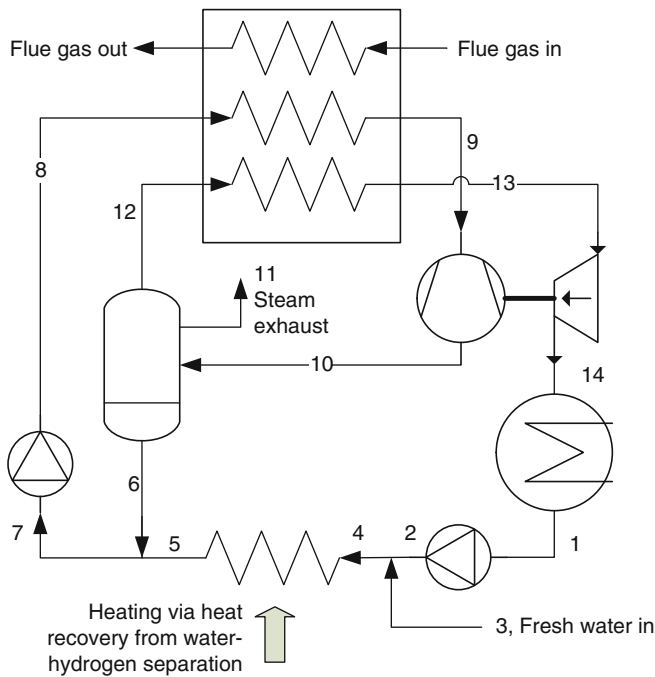 Flue gas out
Flue gas in
8
9
12
13
11
Steam
exhaust
10
14
6
7
5
4
2
1
Heating via heat
recovery from water-
hydrogen separation
3, Fresh water in